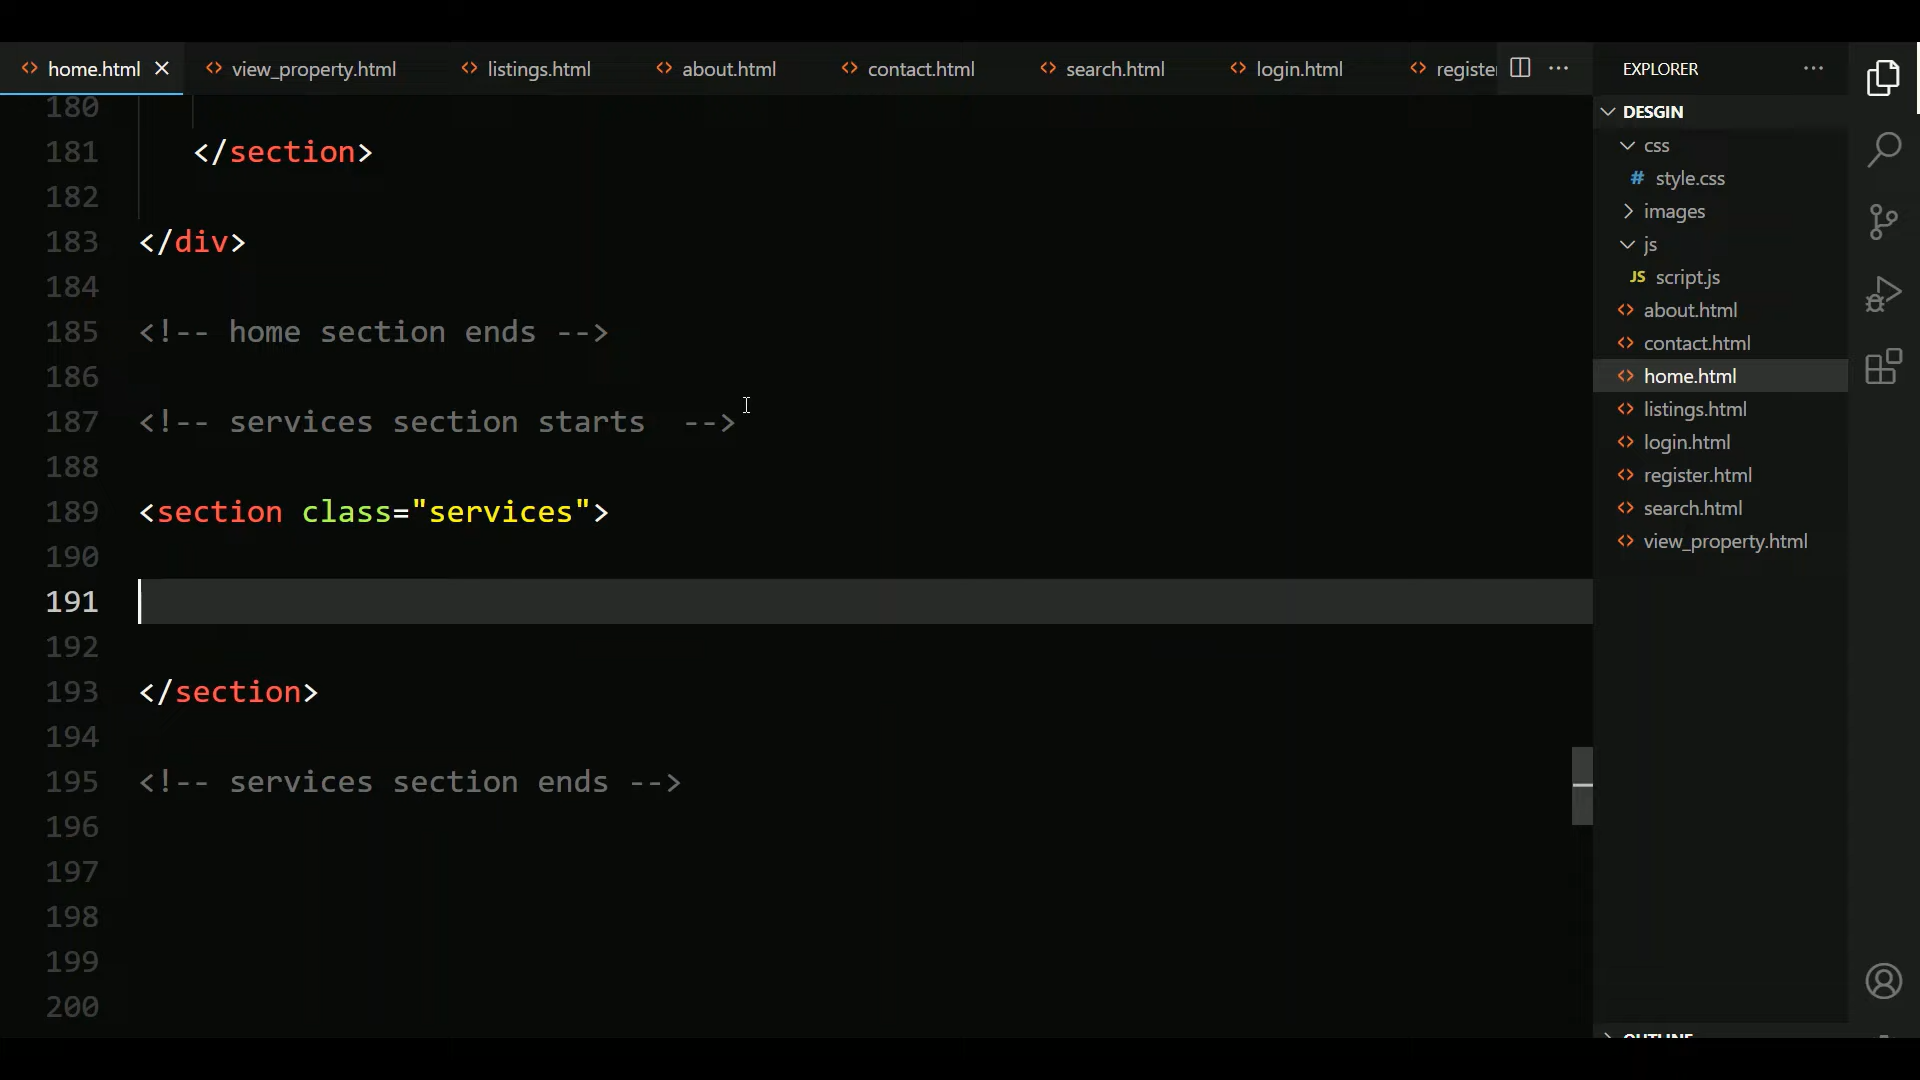 home.html
view_property.html
listings.html
about.html
contact.html
search.html
login.html
registe
180
181 </section>
182
183 </div>
184
185 <!-- home section ends -->
186
187 <!-- services section starts  -->
188
189 <section class="services">
190
191
192
193 </section>
194
195 <!-- services section ends -->
196
197
198
199
200
EXPLORER
DESGIN
css
# style.css
images
js
JS script.js
about.html
contact.html
home.html
listings.html
login.html
register.html
search.html
view_property.html
OUTLINE